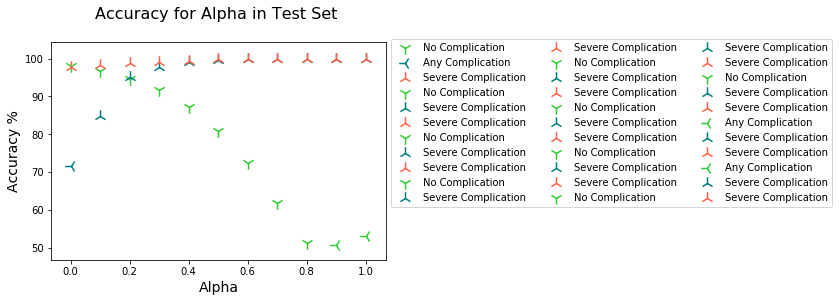 Accuracy for Alpha in Test Set
Accuracy %
100
90
80
70
60
50
0.0 0.2 0.4 0.6 0.8 1.0
Alpha
No Complication
Any Complication
Severe Complication
No Complication
Severe Complication
Severe Complication
No Complication
Severe Complication
Severe Complication
No Complication
Severe Complication
Severe Complication
No Complication
Severe Complication
Severe Complication
No Complication
Severe Complication
Severe Complication
No Complication
Severe Complication
Severe Complication
No Complication
Severe Complication
Severe Complication
No Complication
Severe Complication
Severe Complication
Any Complication
Severe Complication
Severe Complication
Any Complication
Severe Complication
Severe Complication